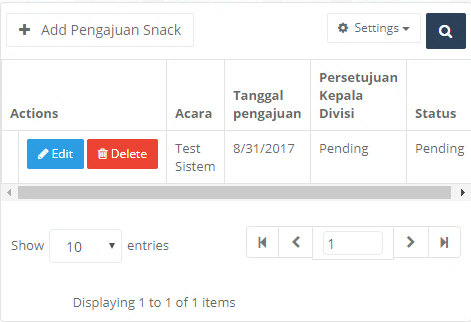 Add Pengajuan Snack
Settings
Actions
Acara
Tanggal
pengajuan
Persetujuan
Kepala
Divisi
Status
Edit
Delete
Test
Sistem
8/31/2017
Pending
Pending
Show 10 entries
1
Displaying 1 to 1 of 1 items